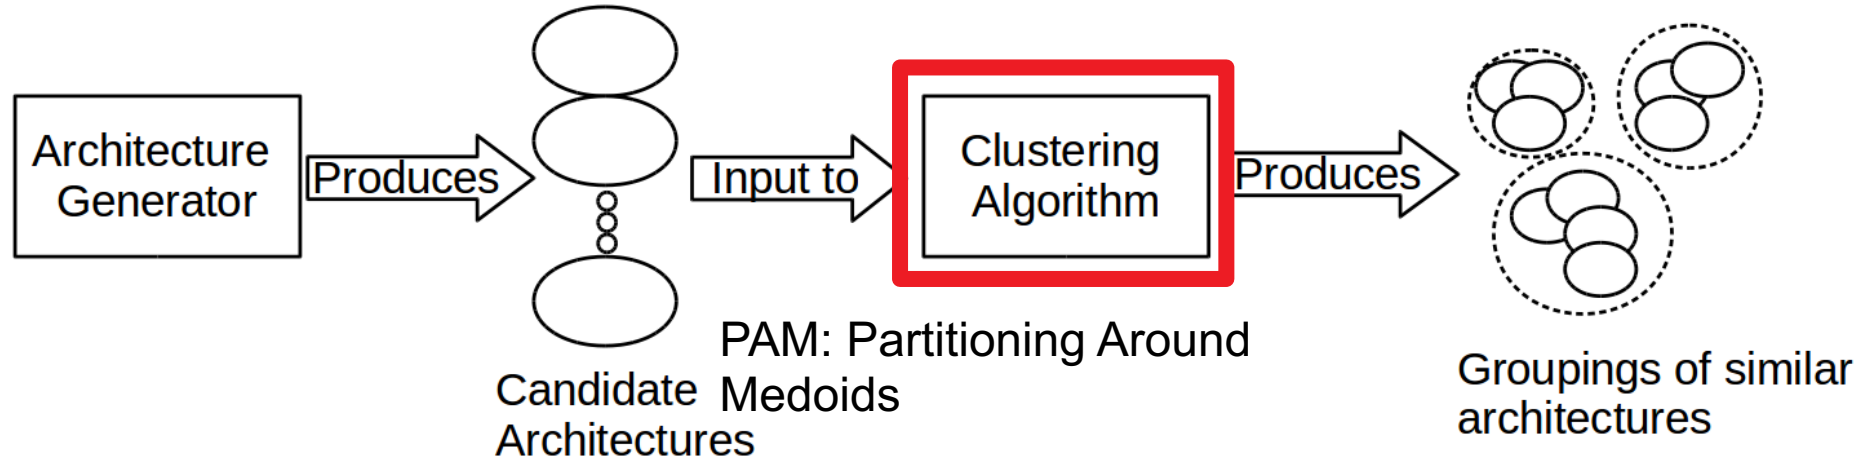 Architecture
Generator
Produces
Input to
Clustering
Algorithm
Produces
PAM: Partitioning Around
Medoids
Candidate
Architectures
Groupings of similar
architectures